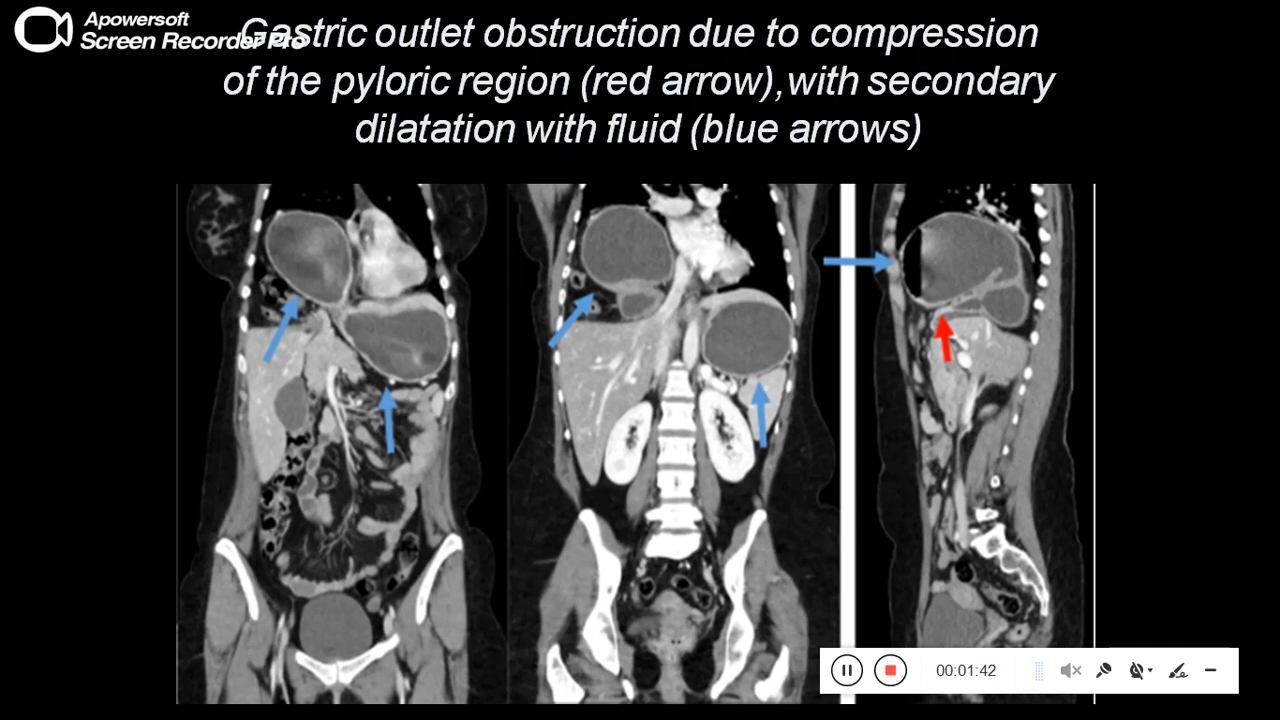 Apowersoft
Screen Recorder Pro
Gastric outlet obstruction due to compression
of the pyloric region (red arrow),with secondary
dilatation with fluid (blue arrows)
00:01:42